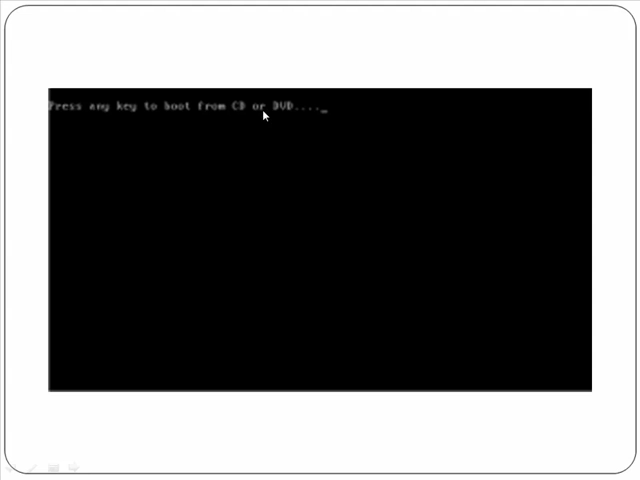 Press any key to boot from CD or DVD...._